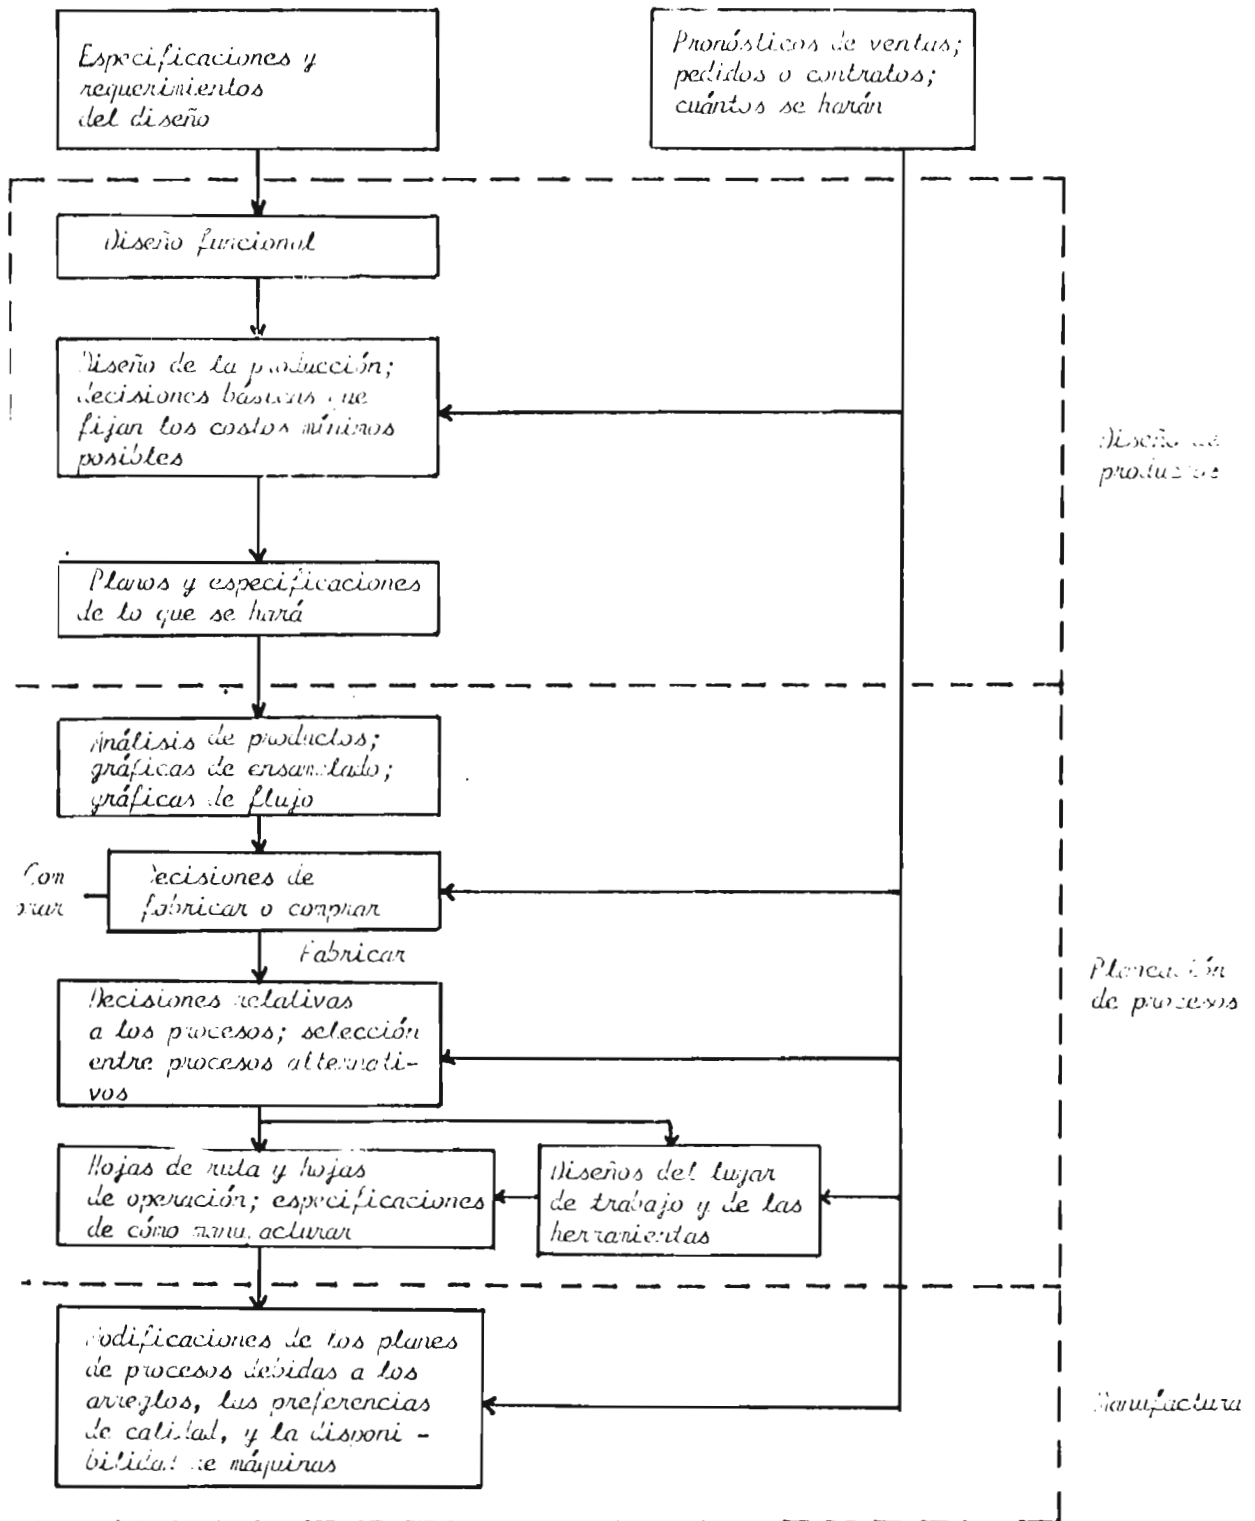 Especificaciones y
requerimientos
del diseño
Pronósticos de ventas;
pedidos o contratos;
cuántos se harán
Diseño funcional
Diseño de la producción;
decisiones básicas que
fijan los costos mínimos
posibles
Diseño de
productos
Planos y especificaciones
de lo que se hará
Análisis de productos;
gráficas de ensamblado;
gráficas de flujo
Com
prar
Decisiones de
fabricar o comprar
Fabricar
Decisiones relativas
a los procesos; selección
entre procesos alternati-
vos
Planeación
de procesos
Hojas de ruta y hojas
de operación; especificaciones
de cómo manufacturar
Diseños del lugar
de trabajo y de las
herramientas
Modificaciones de los planes
de procesos debidas a los
arreglos, las preferencias
de calidad, y la disponi-
bilidad de máquinas
Manufactura